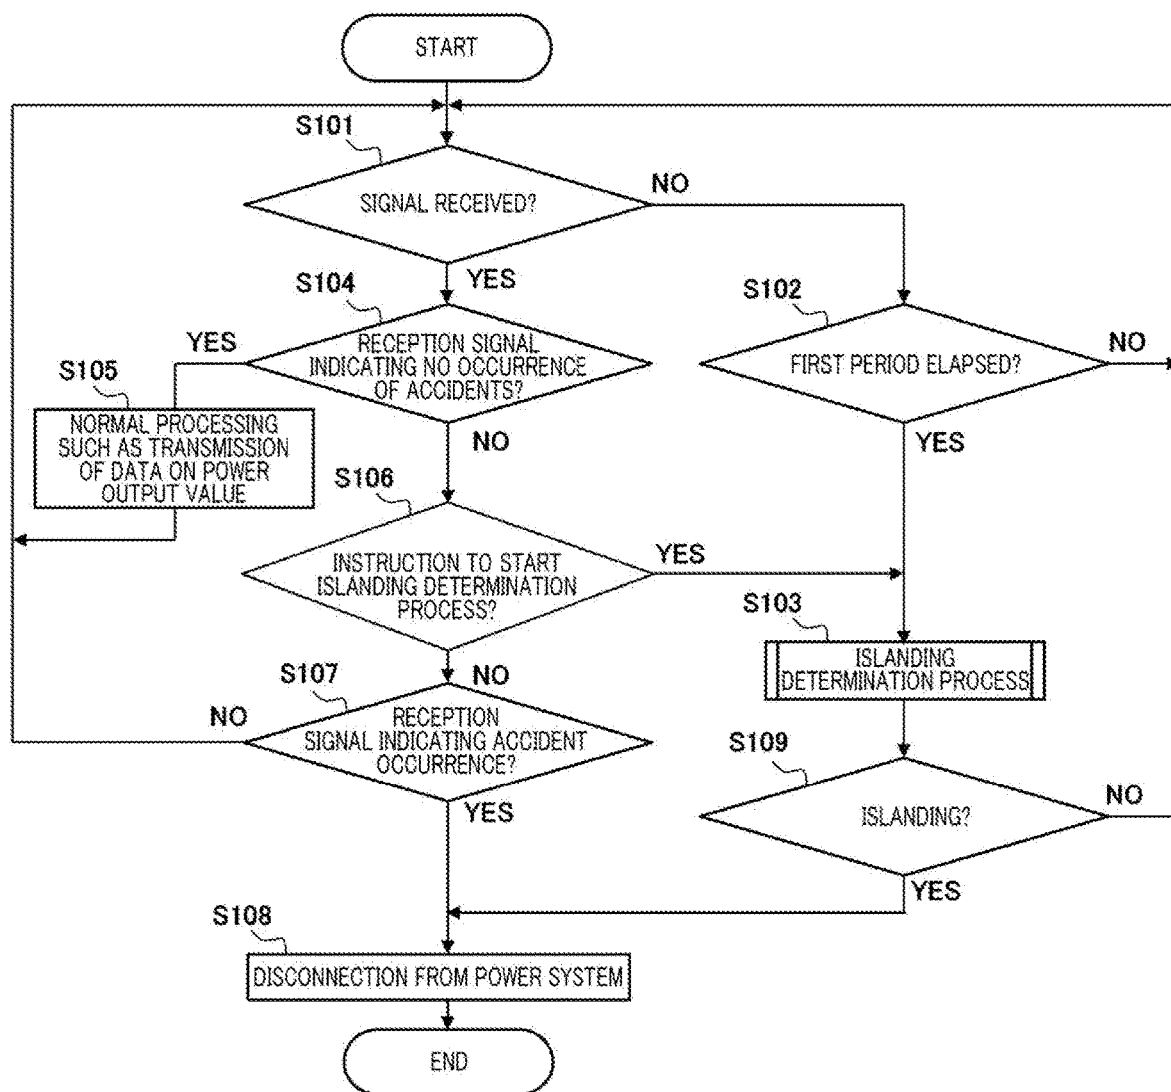 START
S101
SIGNAL RECEIVED?
NO
YES
S104
RECEPTION SIGNAL
INDICATING NO OCCURRENCE
OF ACCIDENTS?
YES
NO
S105
NORMAL PROCESSING
SUCH AS TRANSMISSION
OF DATA ON POWER
OUTPUT VALUE
S102
FIRST PERIOD ELAPSED?
NO
YES
S106
INSTRUCTION TO START
ISLANDING DETERMINATION
PROCESS?
YES
NO
S103
ISLANDING
DETERMINATION PROCESS
S107
RECEPTION
SIGNAL INDICATING ACCIDENT
OCCURRENCE?
NO
YES
S109
ISLANDING?
NO
YES
S108
DISCONNECTION FROM POWER SYSTEM
END